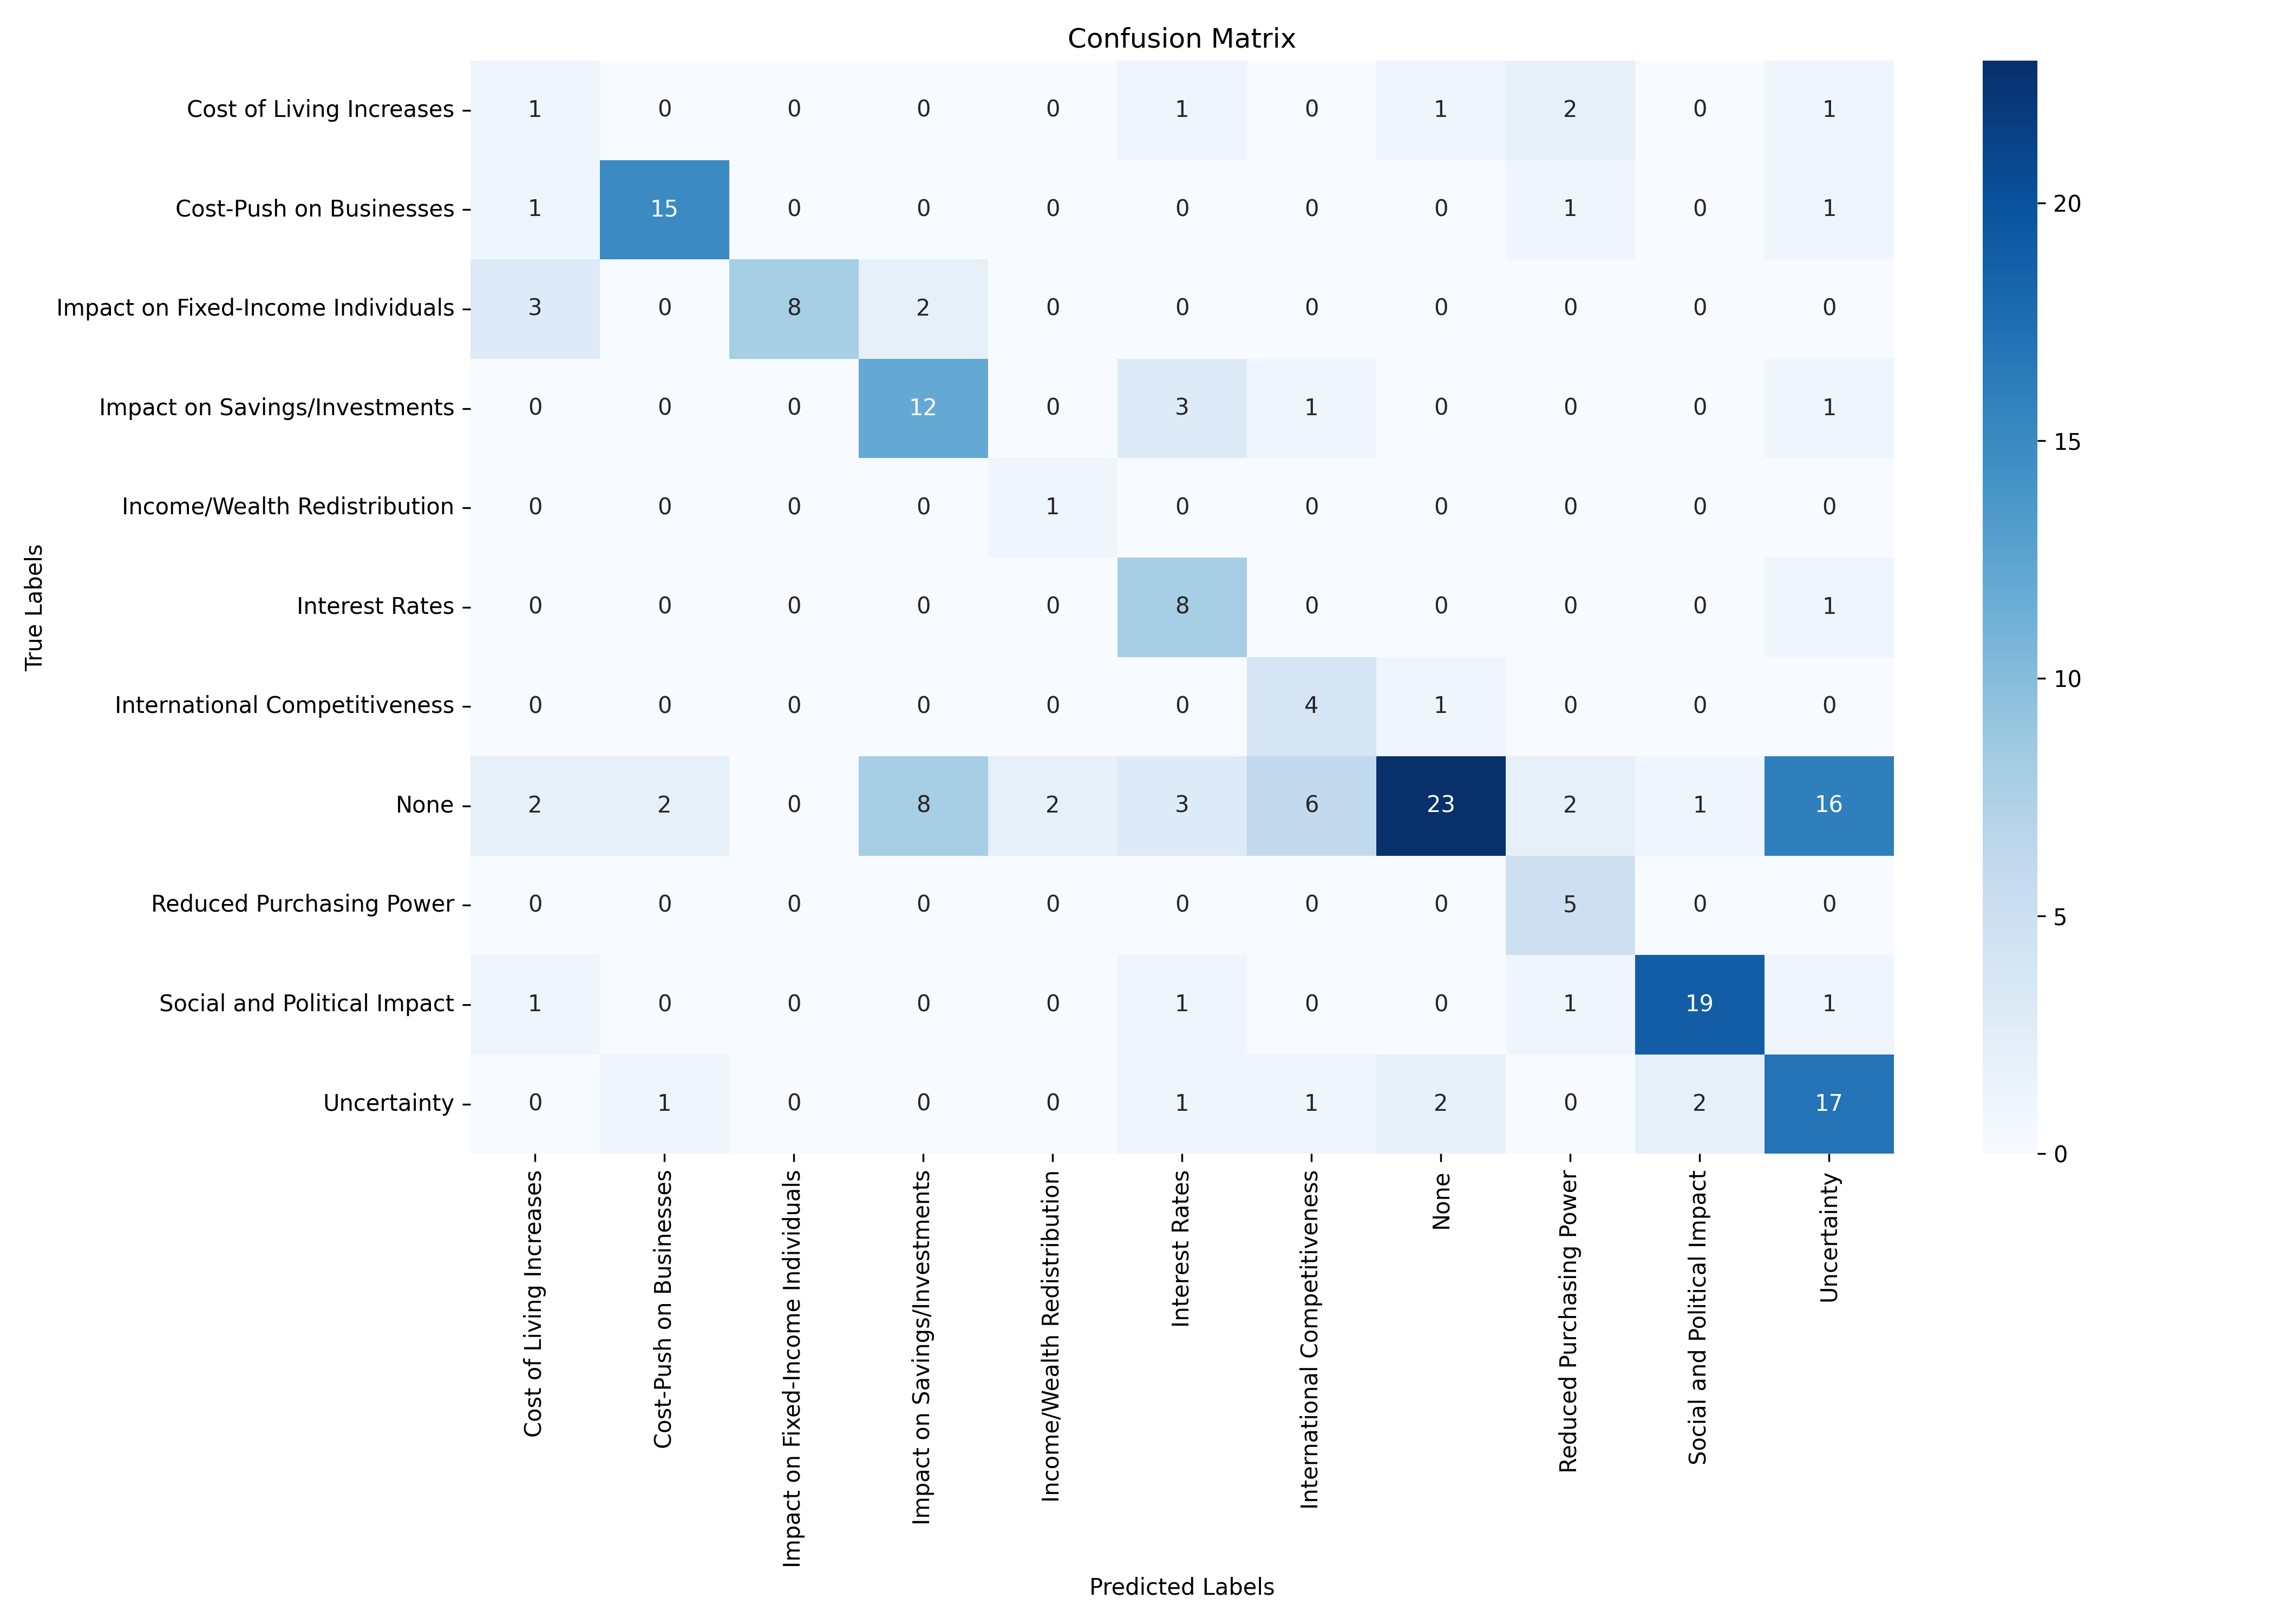 Confusion Matrix
True Labels
Cost of Living Increases 1 0 0 0 0 1 0 1 2 0 1
Cost-Push on Businesses 1 15 0 0 0 0 0 0 1 0 1
Impact on Fixed-Income Individuals 3 0 8 2 0 0 0 0 0 0 0
Impact on Savings/Investments 0 0 0 12 0 3 1 0 0 0 1
Income/Wealth Redistribution 0 0 0 0 1 0 0 0 0 0 0
Interest Rates 0 0 0 0 0 8 0 0 0 0 1
International Competitiveness 0 0 0 0 0 0 4 1 0 0 0
None 2 2 0 8 2 3 6 23 2 1 16
Reduced Purchasing Power 0 0 0 0 0 0 0 0 5 0 0
Social and Political Impact 1 0 0 0 0 1 0 0 1 19 1
Uncertainty 0 1 0 0 0 1 1 2 0 2 17
Cost of Living Increases
Cost-Push on Businesses
Impact on Fixed-Income Individuals
Impact on Savings/Investments
Income/Wealth Redistribution
Interest Rates
International Competitiveness
None
Reduced Purchasing Power
Social and Political Impact
Uncertainty
Predicted Labels
20
15
10
5
0